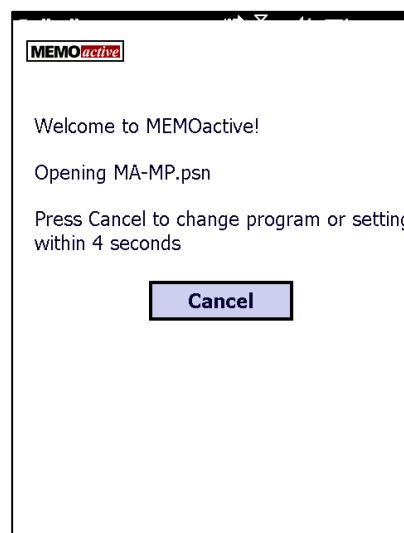 MEMOactive
Welcome to MEMOactive!
Opening MA-MP.psn
Press Cancel to change program or setting
within 4 seconds
Cancel